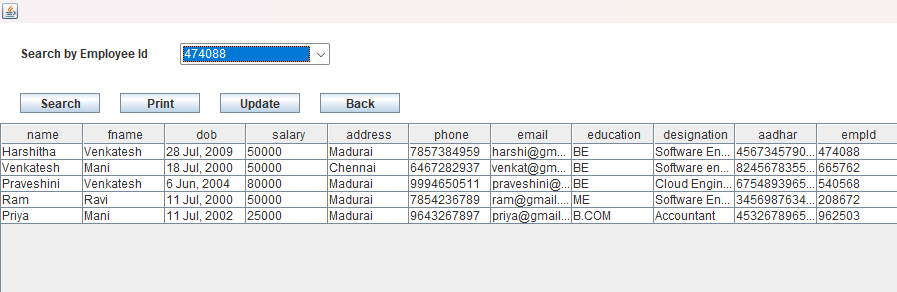 Search by Employee Id 474088
Search Print Update Back
name fname dob salary address phone email education designation aadhar empId
Harshitha Venkatesh 28 Jul, 2009 50000 Madurai 7857384959 harshi@gm... BE Software En... 4567345790... 474088
Venkatesh Mani 18 Jul, 2000 50000 Chennai 6467282937 venkat@gm... BE Software En... 8245678355... 665762
Praveshini Venkatesh 6 Jun, 2004 80000 Madurai 9994650511 praveshini@... BE Cloud Engin... 6754893965... 540568
Ram Ravi 11 Jul, 2000 50000 Madurai 7854236789 ram@gmail.... ME Software En... 3456987634... 208672
Priya Mani 11 Jul, 2002 25000 Madurai 9643267897 priya@gmail... B.COM Accountant 4532678965... 962503